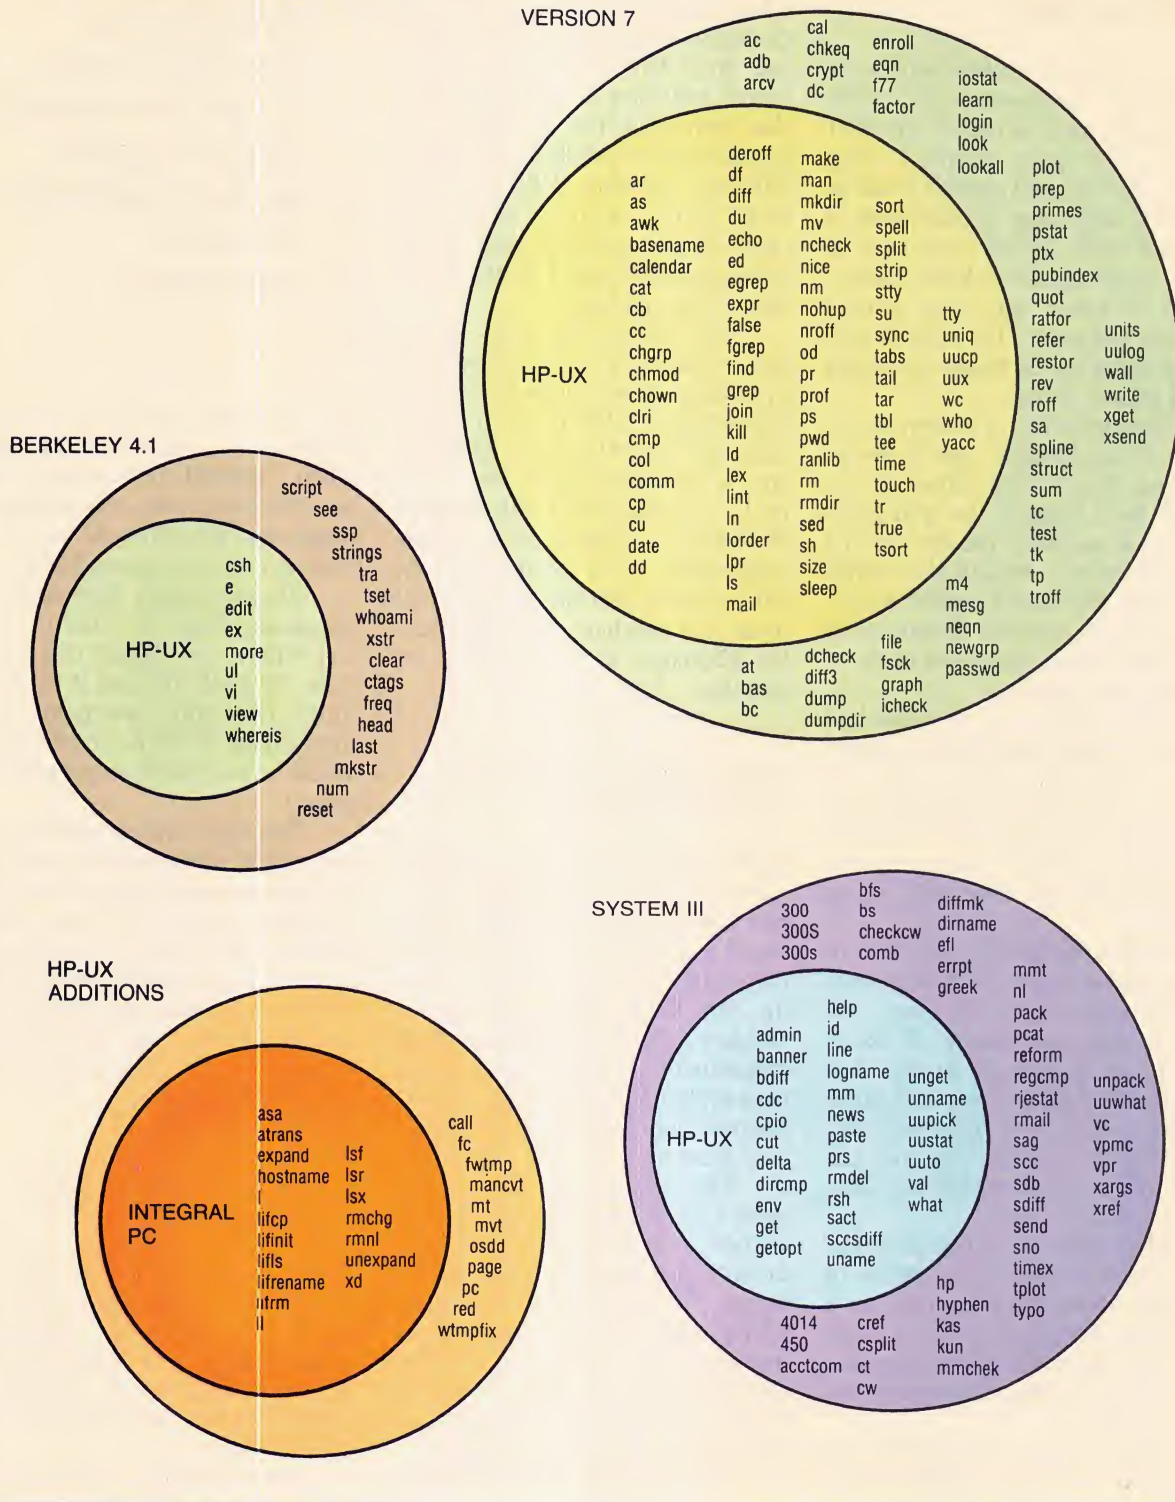 VERSION 7
ac
adb
arcv
cal
chkeq
crypt
dc
enroll
eqn
f77
factor
iostat
learn
login
look
lookall
plot
prep
primes
pstat
ptx
pubindex
quot
ratfor
refer
restor
rev
roff
sa
spline
struct
sum
tc
test
tk
tp
troff
units
uulog
wall
write
xget
xsend
HP-UX
ar
as
awk
basename
calendar
cat
cb
cc
chgrp
chmod
chown
clri
cmp
col
comm
cp
cu
date
dd
deroff
df
diff
du
echo
ed
egrep
expr
false
fgrep
find
grep
join
kill
ld
lex
lint
ln
lorder
lpr
ls
mail
make
man
mkdir
mv
ncheck
nice
nm
nohup
nroff
od
pr
prof
ps
pwd
ranlib
rm
rmdir
sed
sh
size
sleep
sort
spell
split
strip
stty
su
sync
tabs
tail
tar
tbl
tee
time
touch
tr
true
tsort
tty
uniq
uucp
uux
wc
who
yacc
at
bas
bc
dcheck
diff3
dump
dumpdir
file
fsck
graph
icheck
m4
mesg
neqn
newgrp
passwd
BERKELEY 4.1
script
see
ssp
strings
tra
tset
whoami
xstr
clear
ctags
freq
head
last
mkstr
num
reset
HP-UX
csh
e
edit
ex
more
ul
vi
view
whereis
HP-UX
ADDITIONS
INTEGRAL
PC
asa
atrans
expand
hostname
l
lifcp
lifinit
lifls
lifrename
ll
lsf
lsr
lsx
rmchg
rmnl
unexpand
xd
call
fc
fwtmp
mancvt
mt
mvt
osdd
page
pc
red
wtmpfix
SYSTEM III
300
300S
300s
bfs
bs
checkcw
comb
diffmk
dirname
efl
errpt
greek
mmt
nl
pack
pcat
reform
regcmp
rjestat
rmail
sag
scc
sdb
sdiff
send
sno
timex
tplot
typo
unpack
uuwhat
vc
vpmc
vpr
xargs
xref
HP-UX
admin
banner
bdiff
cdc
cpio
cut
delta
dircmp
env
get
getopt
help
id
line
logname
mm
news
paste
prs
rmdel
rsh
sact
sccsdiff
uname
unget
unname
uupick
uustat
uuto
val
what
4014
450
acctcom
cref
csplit
ct
cw
hp
hyphen
kas
kun
mmchek